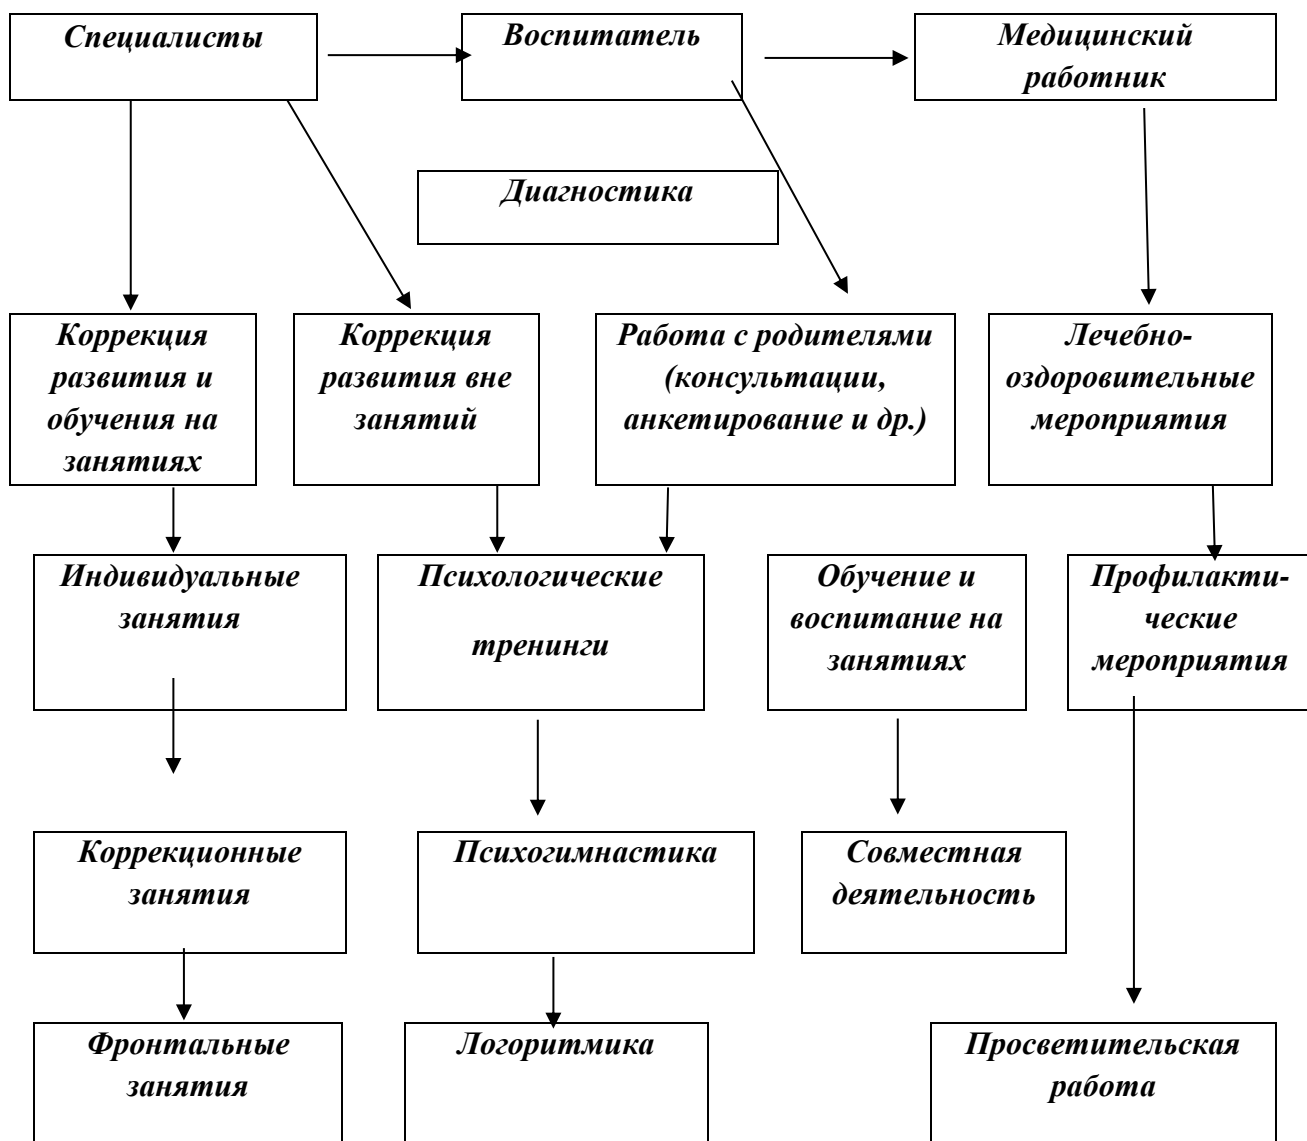 Специалисты
Воспитатель
Медицинский
работник
Диагностика
Коррекция
развития и
обучения на
занятиях
Коррекция
развития вне
занятий
Работа с родителями
(консультации,
анкетирование и др.)
Лечебно-
оздоровительные
мероприятия
Индивидуальные
занятия
Психологические
тренинги
Обучение и
воспитание на
занятиях
Профилакти-
ческие
мероприятия
Коррекционные
занятия
Психогимнастика
Совместная
деятельность
Фронтальные
занятия
Логоритмика
Просветительская
работа